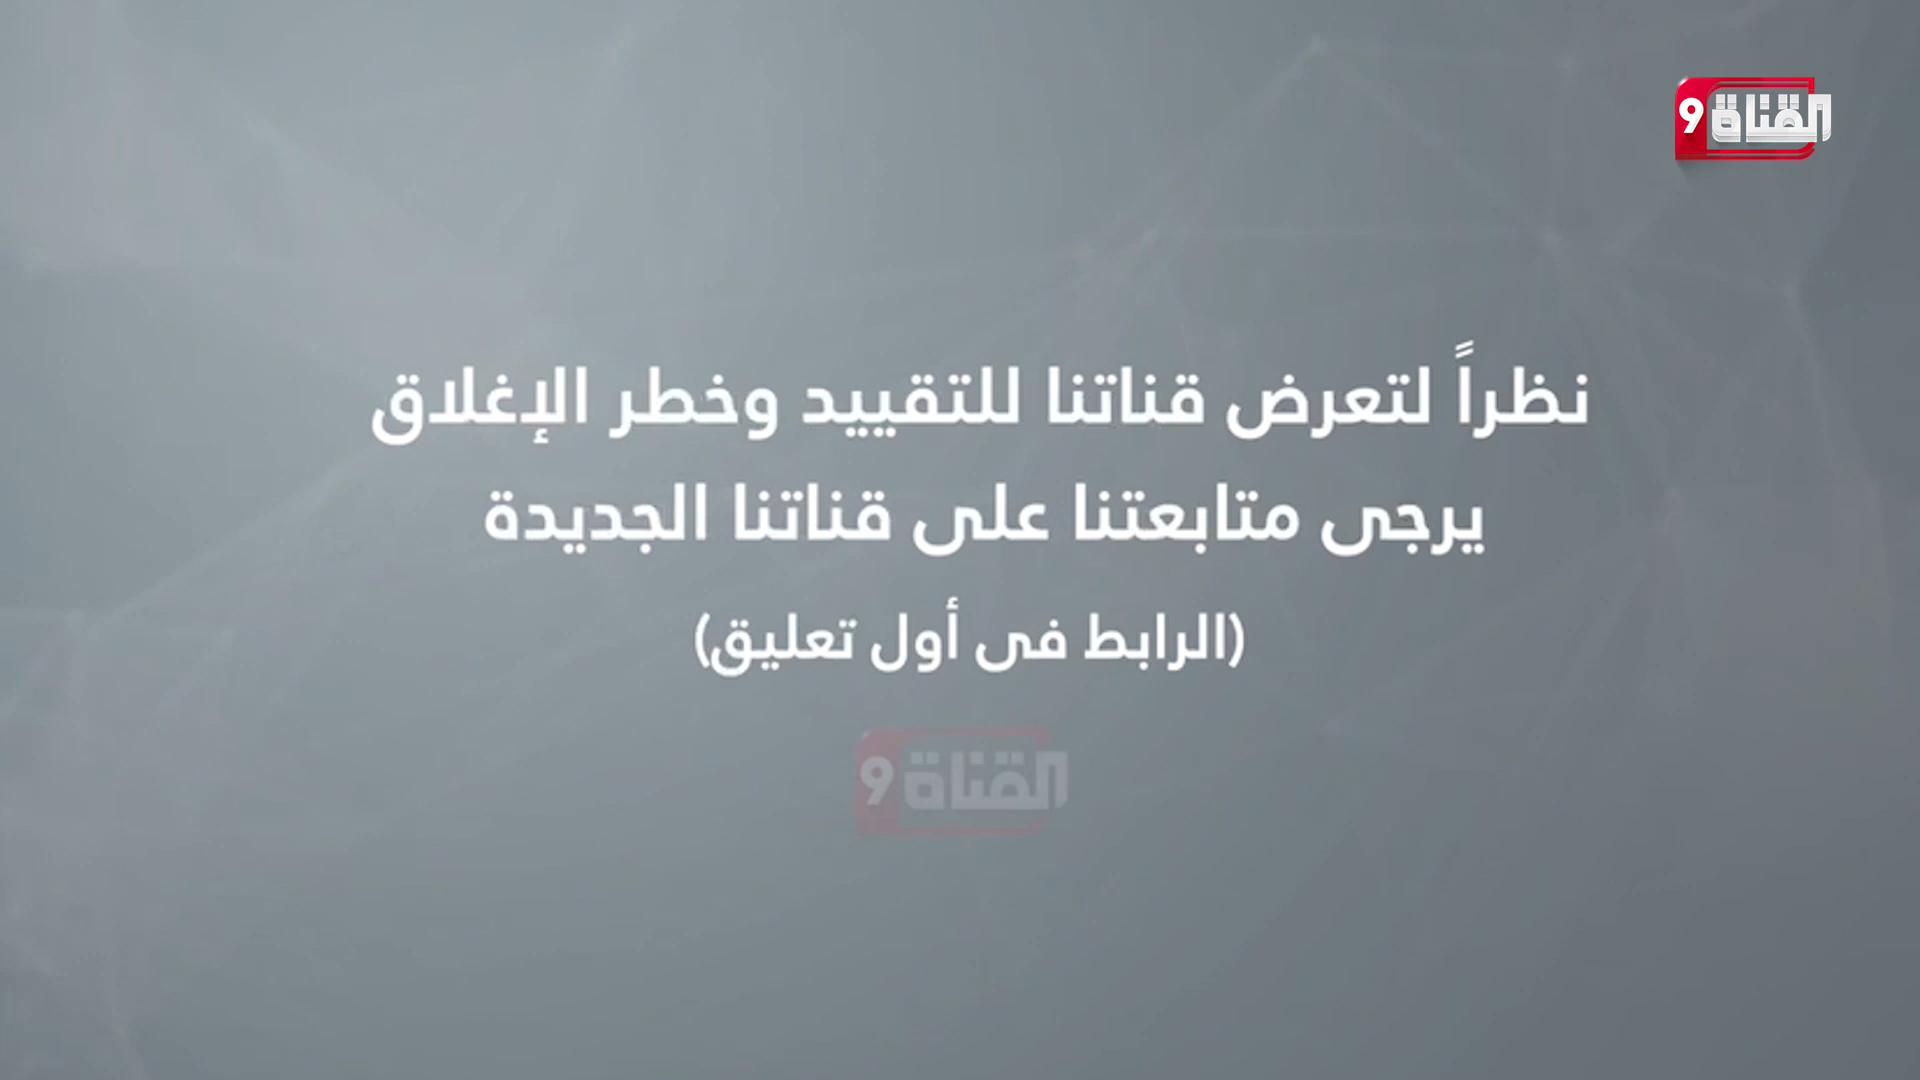 القناة 9
نظراً لتعرض قناتنا للتقييد وخطر الإغلاق
يرجى متابعتنا على قناتنا الجديدة
(الرابط فى أول تعليق)
القناة 9